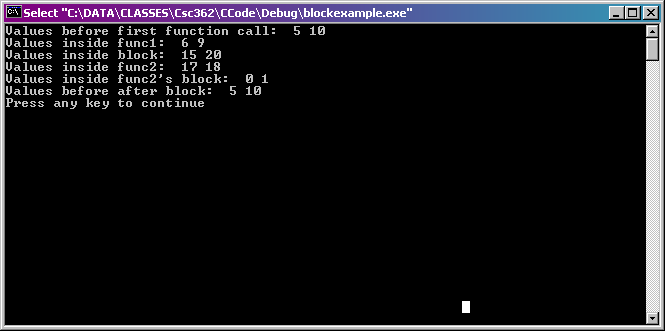 Select "C:\DATA\CLASSES\Csc362\CCode\Debug\blockexample.exe"
Values before first function call:  5 10
Values inside func1:  6 9
Values inside block:  15 20
Values inside func2:  17 18
Values inside func2's block:  0 1
Values before after block:  5 10
Press any key to continue